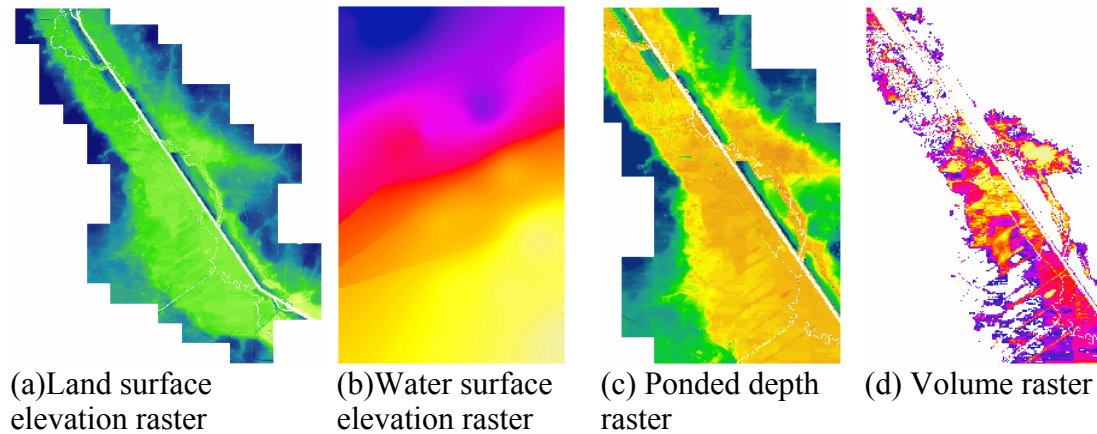 (a)Land surface
elevation raster
(b)Water surface
elevation raster
(c) Ponded depth
raster
(d) Volume raster